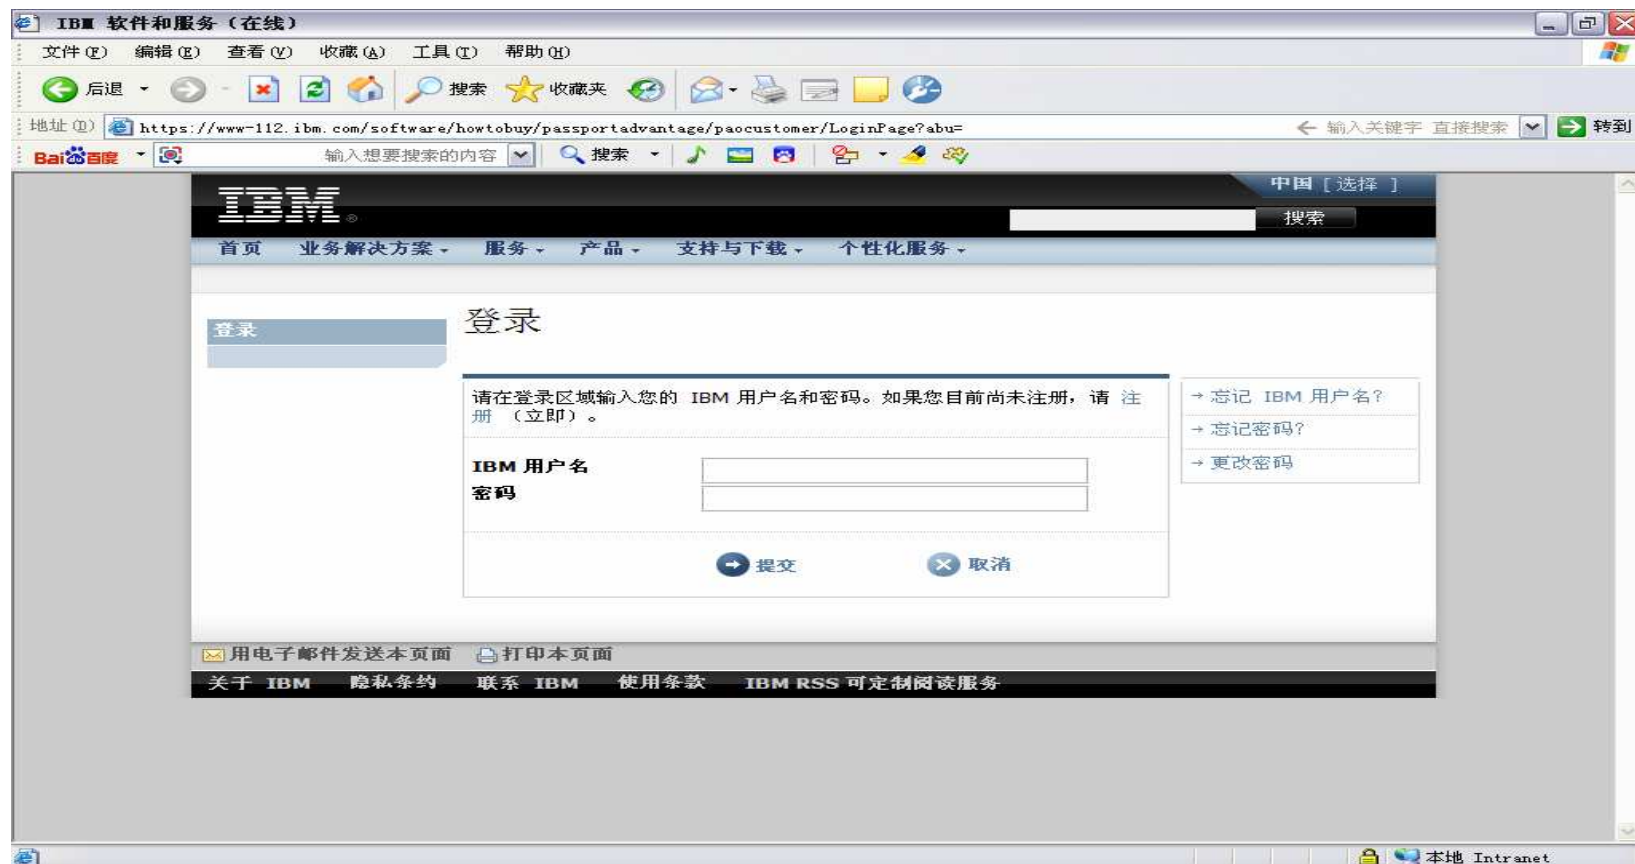 IBM 软件和服务（在线）
文件(F) 编辑(E) 查看(V) 收藏(A) 工具(T) 帮助(H)
后退 搜索 收藏夹
地址(D) https://www-112.ibm.com/software/howtobuy/passportadvantage/paocustomer/LoginPage?abu= ← 输入关键字 直接搜索 转到
Bai百度 输入想要搜索的内容 搜索
中国 [ 选择 ]
IBM®
搜索
首页 业务解决方案 服务 产品 支持与下载 个性化服务
登录
登录
请在登录区域输入您的 IBM 用户名和密码。如果您目前尚未注册，请 注
册 （立即）。
→ 忘记 IBM 用户名？
→ 忘记密码？
→ 更改密码
IBM 用户名
密码
提交 取消
用电子邮件发送本页面 打印本页面
关于 IBM 隐私条约 联系 IBM 使用条款 IBM RSS 可定制阅读服务
本地 Intranet